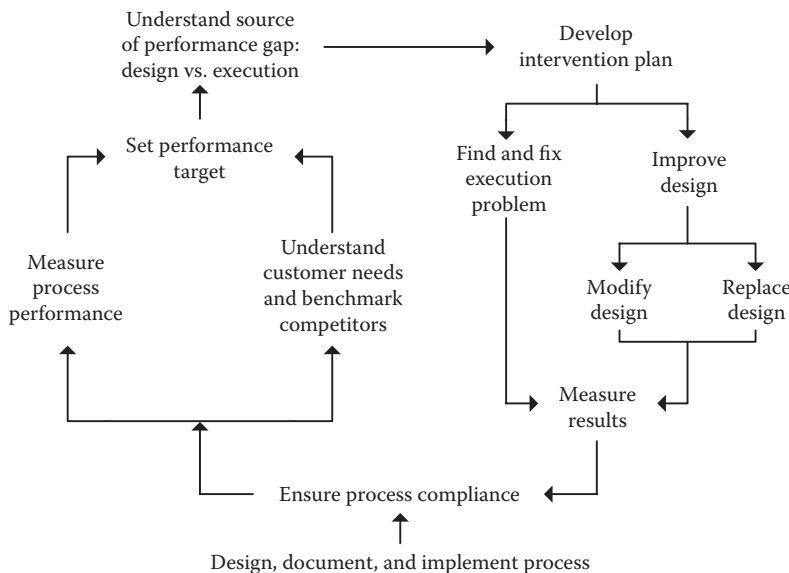 Understand source
of performance gap:
design vs. execution
Develop
intervention plan
Set performance
target
Find and fix
execution
problem
Improve
design
Measure
process
performance
Understand
customer needs
and benchmark
competitors
Modify
design
Replace
design
Measure
results
Ensure process compliance
Design, document, and implement process